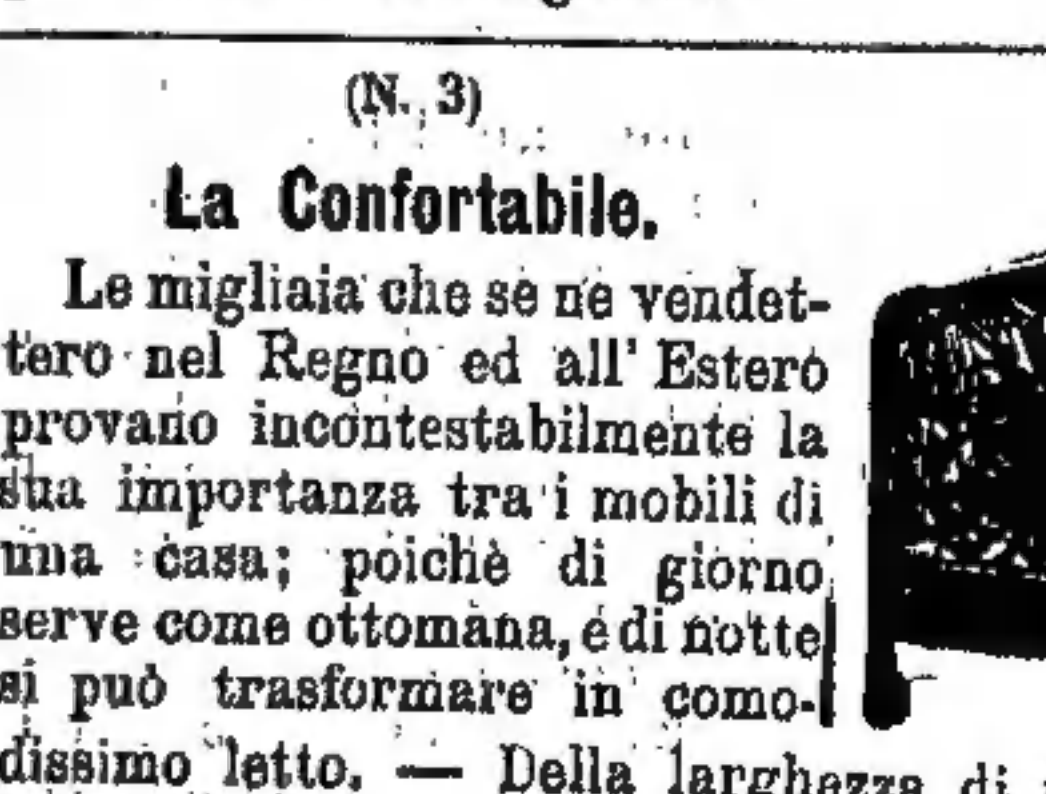 (N. 3)
La Confortabile.
Le migliaia che se ne vendet-
tero nel Regno ed all' Estero
provano incontestabilmente la
sua importanza tra i mobili di
una casa; poichè di giorno
serve come ottomana, e di notte
si può trasformare in como-
dissimo letto. — Della larghezza di